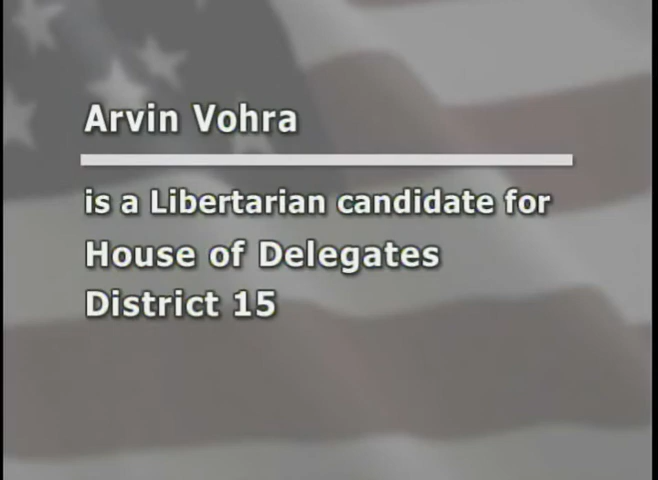 Arvin Vohra
is a Libertarian candidate for
House of Delegates
District 15